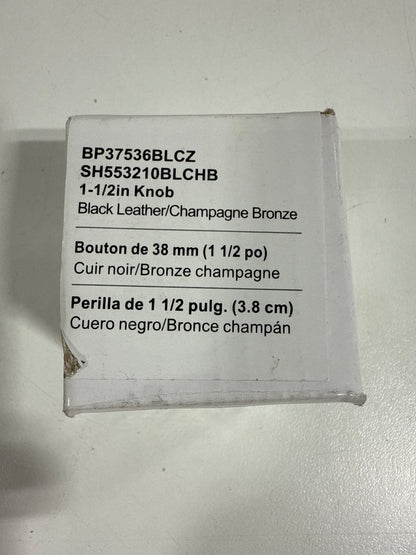 BP37536BLCZ
SH553210BLCHB
1-1/2in Knob
Black Leather/Champagne Bronze
Bouton de 38 mm (1 1/2 po)
Cuir noir/Bronze champagne
Perilla de 1 1/2 pulg. (3.8 cm)
Cuero negro/Bronce champán